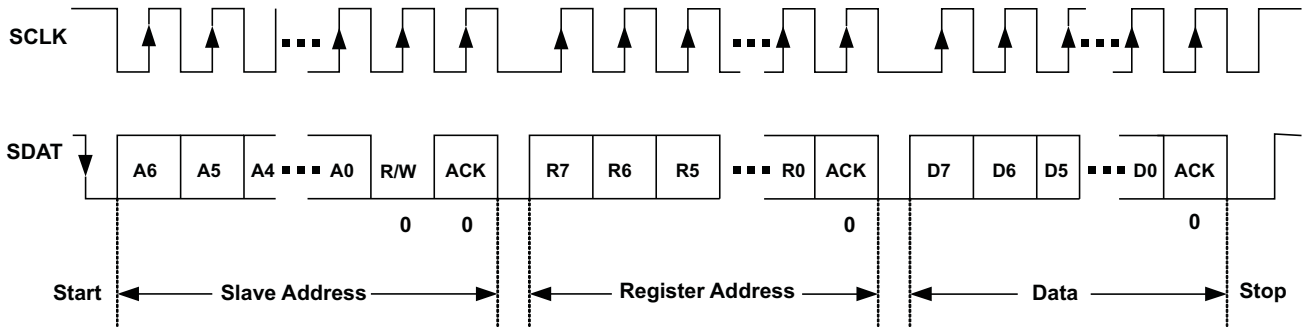 SCLK
SDAT A6 A5 A4 A0 R/W ACK R7 R6 R5 R0 ACK D7 D6 D5 D0 ACK
0 0 0 0
Start Slave Address Register Address Data Stop